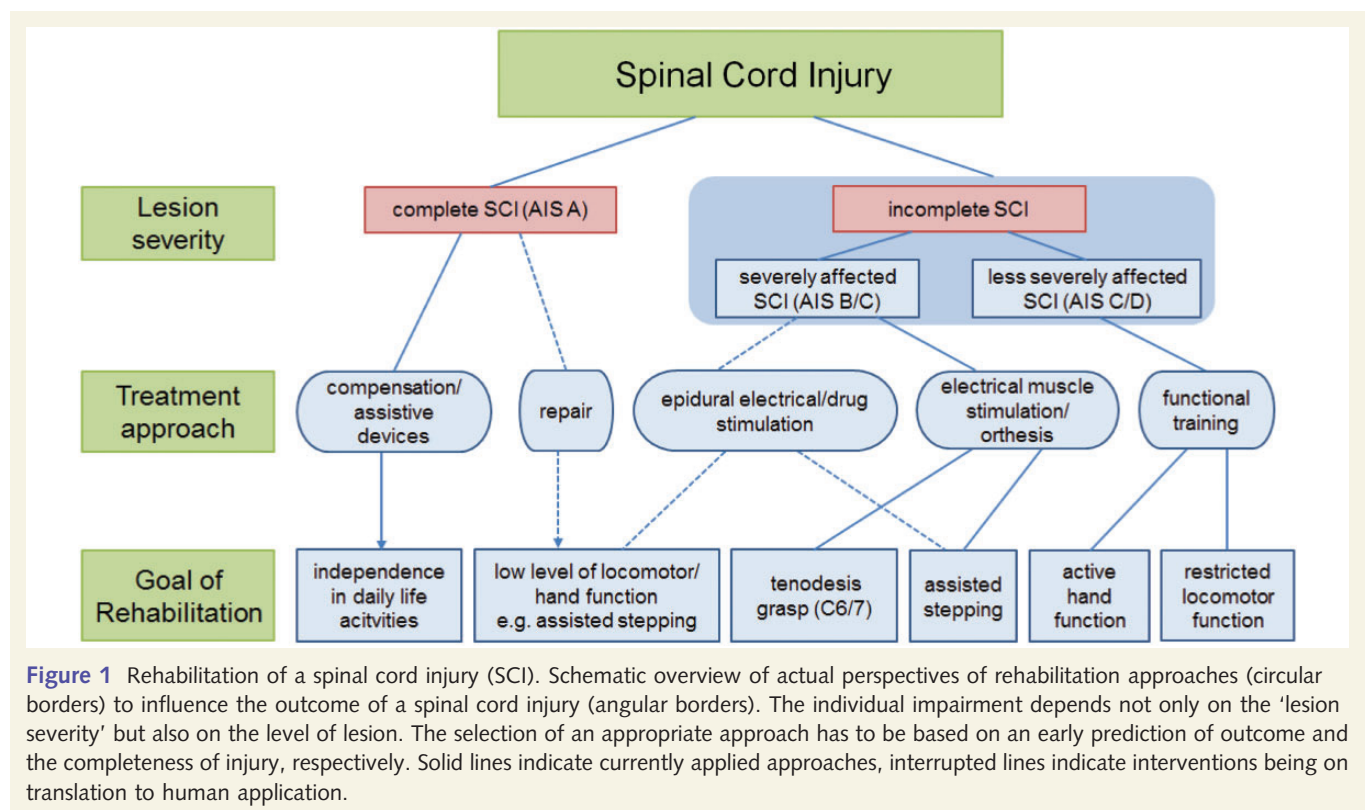 Spinal Cord Injury
Lesion
severity
complete SCI (AIS A)
incomplete SCI
severely affected
SCI (AIS B/C)
less severely affected
SCI (AIS C/D)
Treatment
approach
compensation/
assistive
devices
repair
epidural electrical/drug
stimulation
electrical muscle
stimulation/
orthesis
functional
training
Goal of
Rehabilitation
independence
in daily life
acitvities
low level of locomotor/
hand function
e.g. assisted stepping
tenodesis
grasp (C6/7)
assisted
stepping
active
hand
function
restricted
locomotor
function
Figure 1 Rehabilitation of a spinal cord injury (SCI). Schematic overview of actual perspectives of rehabilitation approaches (circular
borders) to influence the outcome of a spinal cord injury (angular borders). The individual impairment depends not only on the ‘lesion
severity’ but also on the level of lesion. The selection of an appropriate approach has to be based on an early prediction of outcome and
the completeness of injury, respectively. Solid lines indicate currently applied approaches, interrupted lines indicate interventions being on
translation to human application.